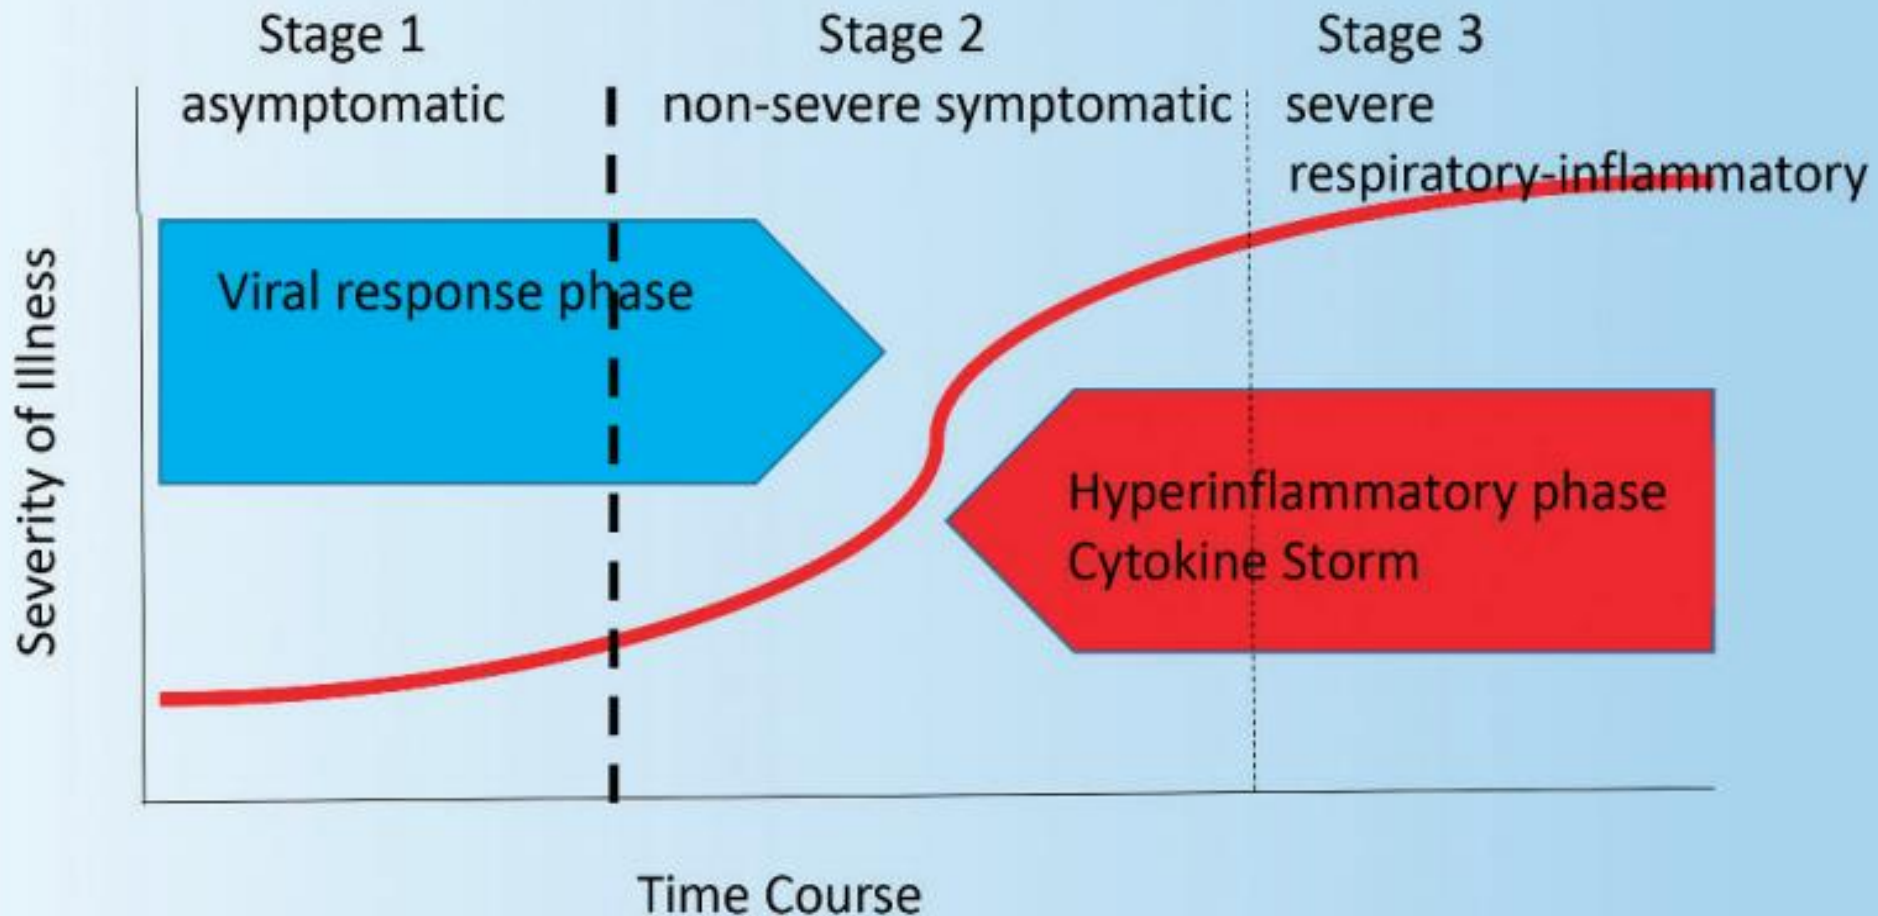 Stage 1
asymptomatic
Stage 2
non-severe symptomatic
Stage 3
severe
respiratory-inflammatory
Severity of Illness
Viral response phase
Hyperinflammatory phase
Cytokine Storm
Time Course